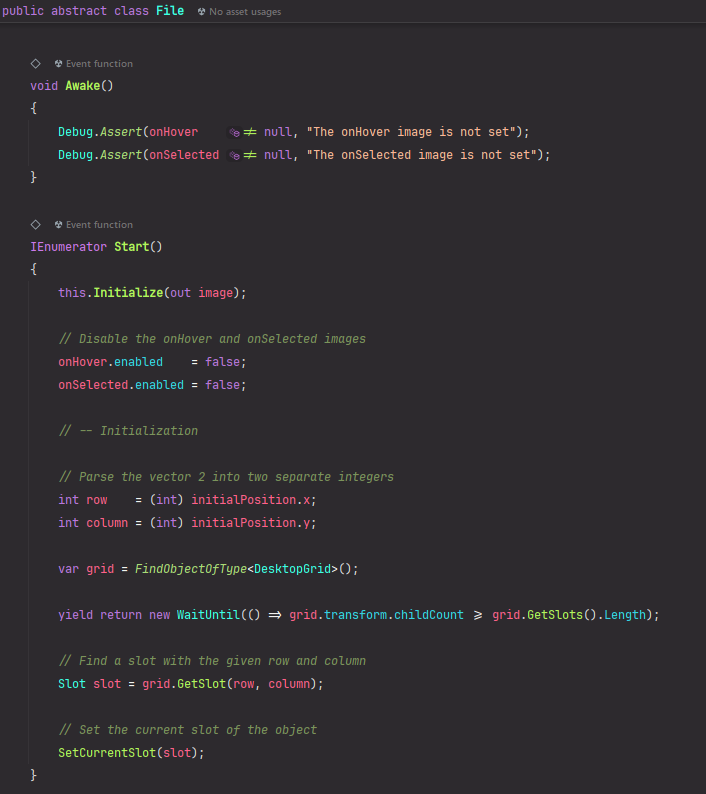 public abstract class File No asset usages
Event function
void Awake()
{
Debug.Assert(onHover ≠ null, "The onHover image is not set");
Debug.Assert(onSelected ≠ null, "The onSelected image is not set");
}
Event function
IEnumerator Start()
{
this.Initialize(out image);
// Disable the onHover and onSelected images
onHover.enabled = false;
onSelected.enabled = false;
// -- Initialization
// Parse the vector 2 into two separate integers
int row = (int) initialPosition.x;
int column = (int) initialPosition.y;
var grid = FindObjectOfType<DesktopGrid>();
yield return new WaitUntil(() ⇒ grid.transform.childCount ⩾ grid.GetSlots().Length);
// Find a slot with the given row and column
Slot slot = grid.GetSlot(row, column);
// Set the current slot of the object
SetCurrentSlot(slot);
}